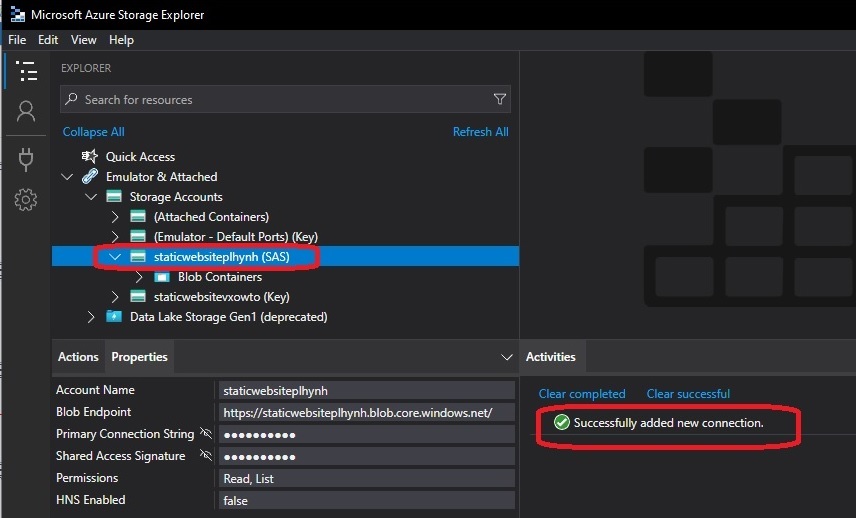 Microsoft Azure Storage Explorer
File Edit View Help
EXPLORER
Search for resources
Collapse All Refresh All
Quick Access
Emulator & Attached
Storage Accounts
(Attached Containers)
(Emulator - Default Ports) (Key)
staticwebsiteplhynh (SAS)
Blob Containers
staticwebsitevxowto (Key)
Data Lake Storage Gen1 (deprecated)
Actions Properties
Account Name staticwebsiteplhynh
Blob Endpoint https://staticwebsiteplhynh.blob.core.windows.net/
Primary Connection String ●●●●●●●●●●
Shared Access Signature ●●●●●●●●●●
Permissions Read, List
HNS Enabled false
Activities
Clear completed Clear successful
Successfully added new connection.